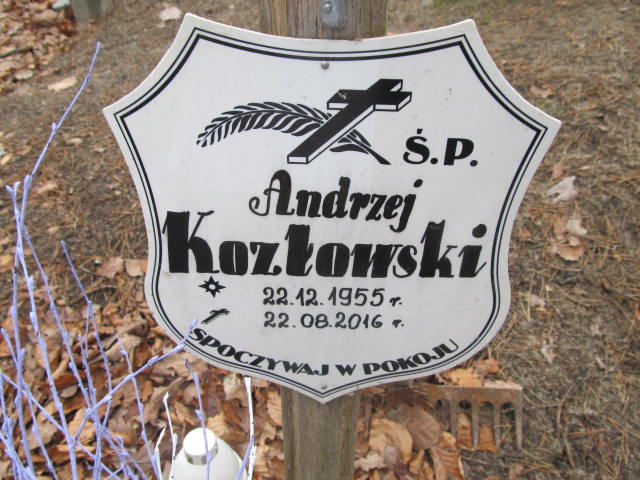 Ś.P.
Andrzej
Kozłowski
22.12.1955 r.
22.08.2016 r.
SPOCZYWAJ W POKOJU